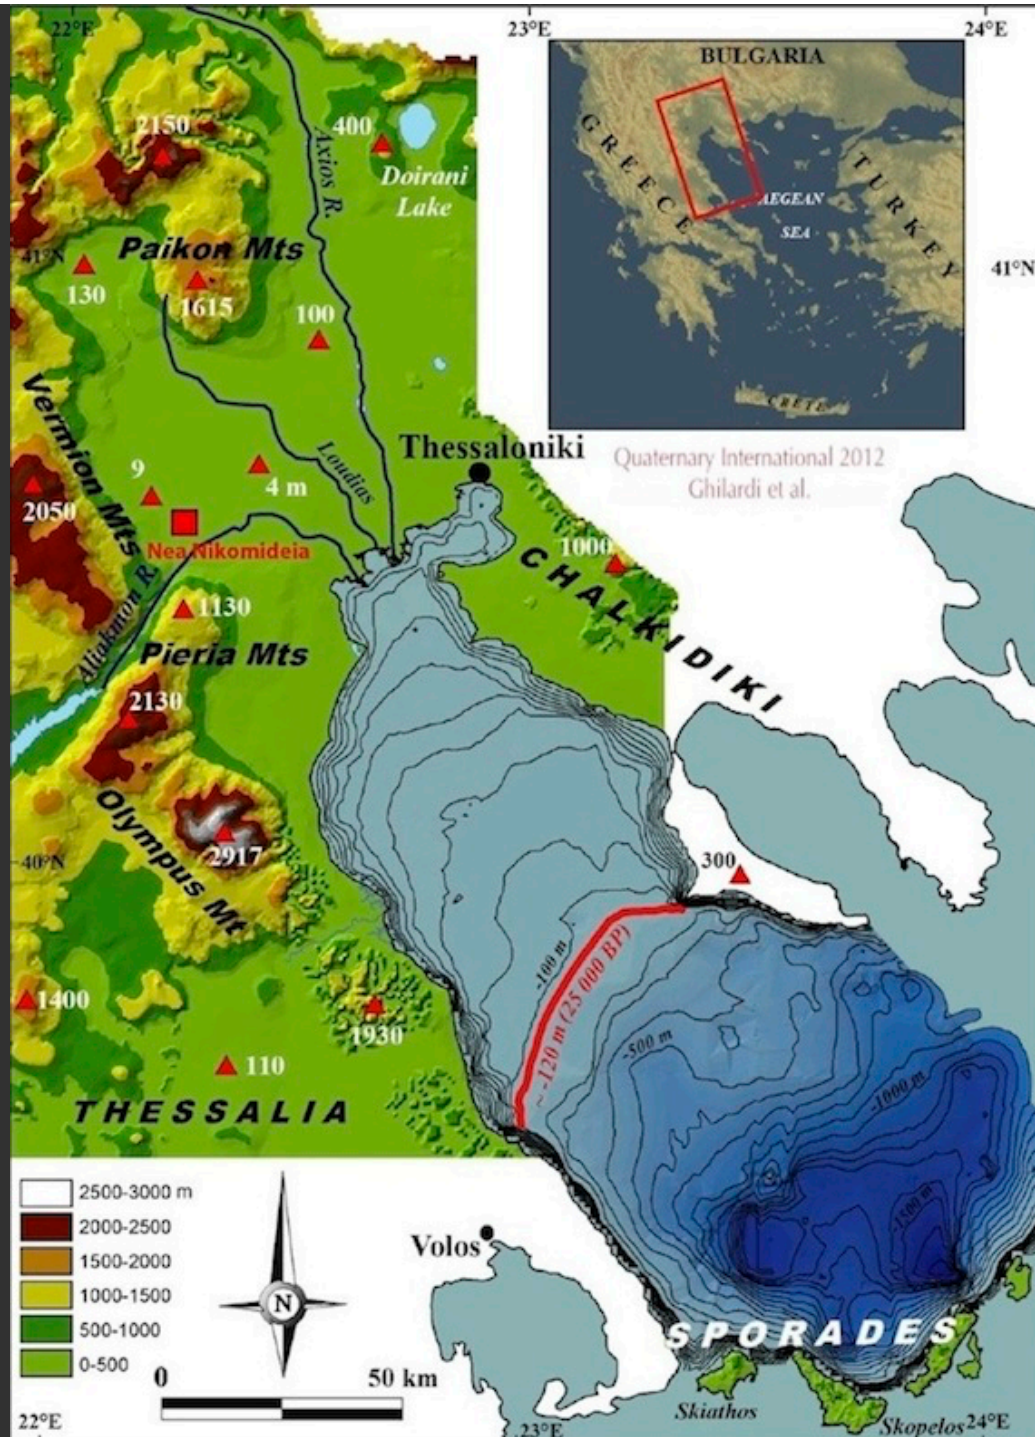 22°E
23°E
24°E
BULGARIA
GREECE
TURKEY
AEGEAN
SEA
CRETE
41°N
Quaternary International 2012
Ghilardi et al.
2150
400
Axios R.
Doirani
Lake
41°N
Paikon Mts
130
1615
100
Vermion Mts
Loudias
Thessaloniki
9
4 m
2050
Nea Nikomideia
1000
CHALKIDIKI
Aliakmon R.
1130
Pieria Mts
2130
Olympus Mt
2917
40°N
300
-100 m
~ -120 m (25 000 BP)
-500 m
-1000 m
-1500 m
1400
1930
110
THESSALIA
2500-3000 m
2000-2500
1500-2000
1000-1500
500-1000
0-500
N
0
50 km
Volos
SPORADES
Skiathos
Skopelos
22°E
23°E
24°E